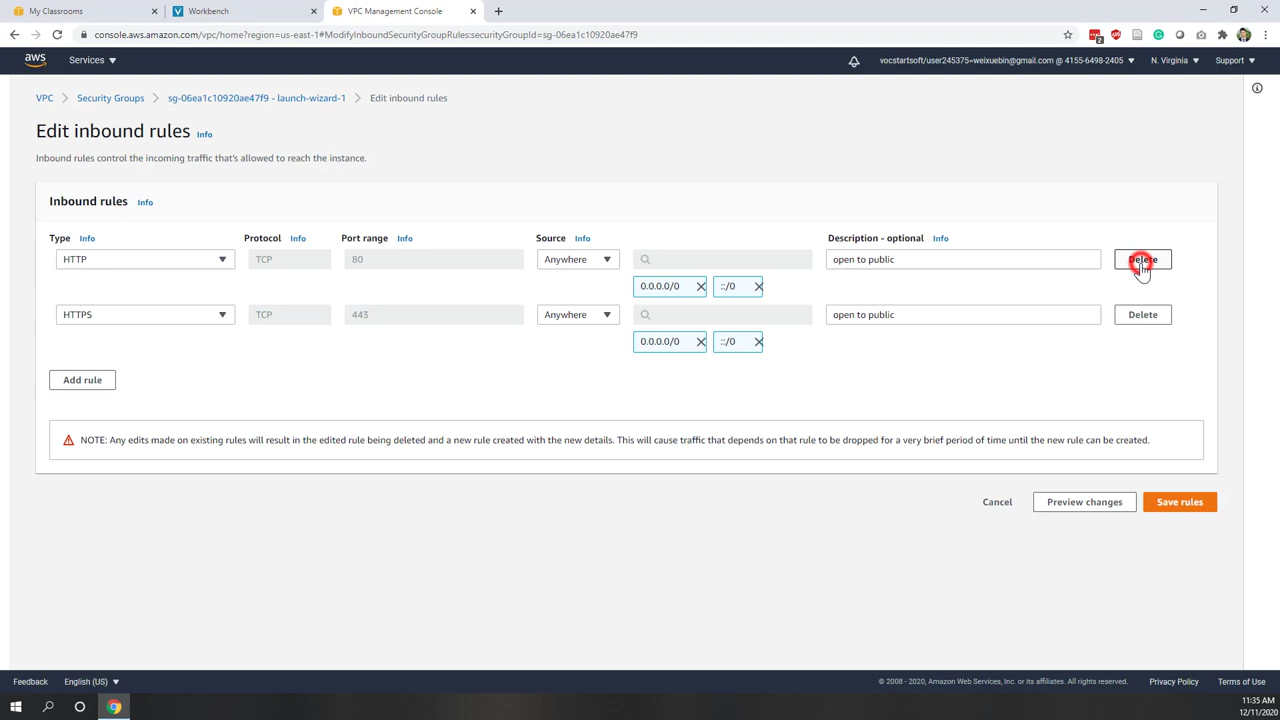 My Classrooms
Workbench
VPC Management Console
console.aws.amazon.com/vpc/home?region=us-east-1#ModifyInboundSecurityGroupRules:securityGroupId=sg-06ea1c10920ae47f9
2
aws
Services
vocstartsoft/user245375=weixuebin@gmail.com @ 4155-6498-2405
N. Virginia
Support
VPC
Security Groups
sg-06ea1c10920ae47f9 - launch-wizard-1
Edit inbound rules
Edit inbound rules Info
Inbound rules control the incoming traffic that's allowed to reach the instance.
Inbound rules Info
Type Info Protocol Info Port range Info Source Info Description - optional Info
HTTP TCP 80 Anywhere open to public Delete
0.0.0.0/0 ::/0
HTTPS TCP 443 Anywhere open to public Delete
0.0.0.0/0 ::/0
Add rule
NOTE: Any edits made on existing rules will result in the edited rule being deleted and a new rule created with the new details. This will cause traffic that depends on that rule to be dropped for a very brief period of time until the new rule can be created.
Cancel Preview changes Save rules
Feedback English (US) © 2008 - 2020, Amazon Web Services, Inc. or its affiliates. All rights reserved. Privacy Policy Terms of Use
11:35 AM
12/11/2020